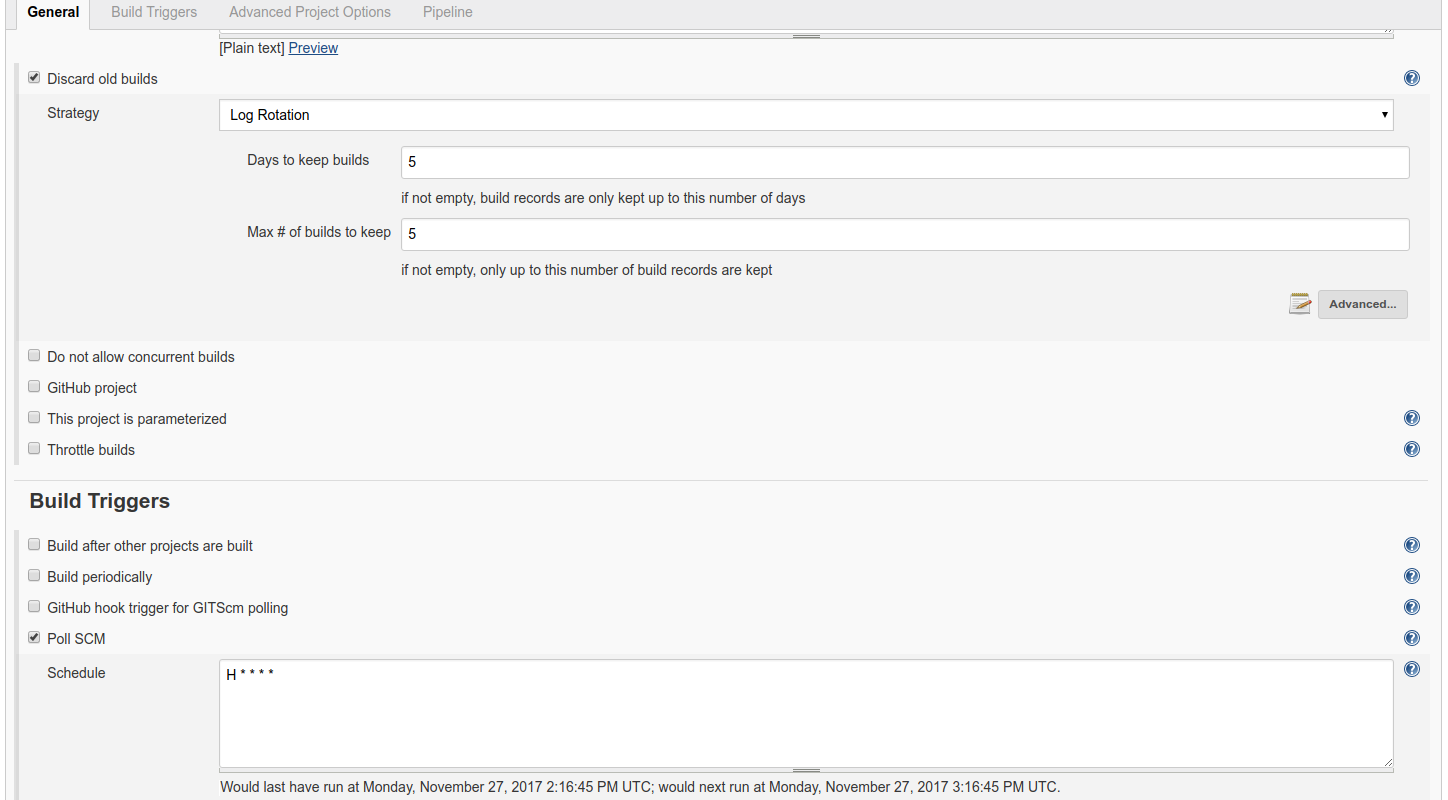 General Build Triggers Advanced Project Options Pipeline
[Plain text] Preview
Discard old builds
Strategy Log Rotation
Days to keep builds 5
if not empty, build records are only kept up to this number of days
Max # of builds to keep 5
if not empty, only up to this number of build records are kept
Advanced...
Do not allow concurrent builds
GitHub project
This project is parameterized
Throttle builds
Build Triggers
Build after other projects are built
Build periodically
GitHub hook trigger for GITScm polling
Poll SCM
Schedule H * * * *
Would last have run at Monday, November 27, 2017 2:16:45 PM UTC; would next run at Monday, November 27, 2017 3:16:45 PM UTC.